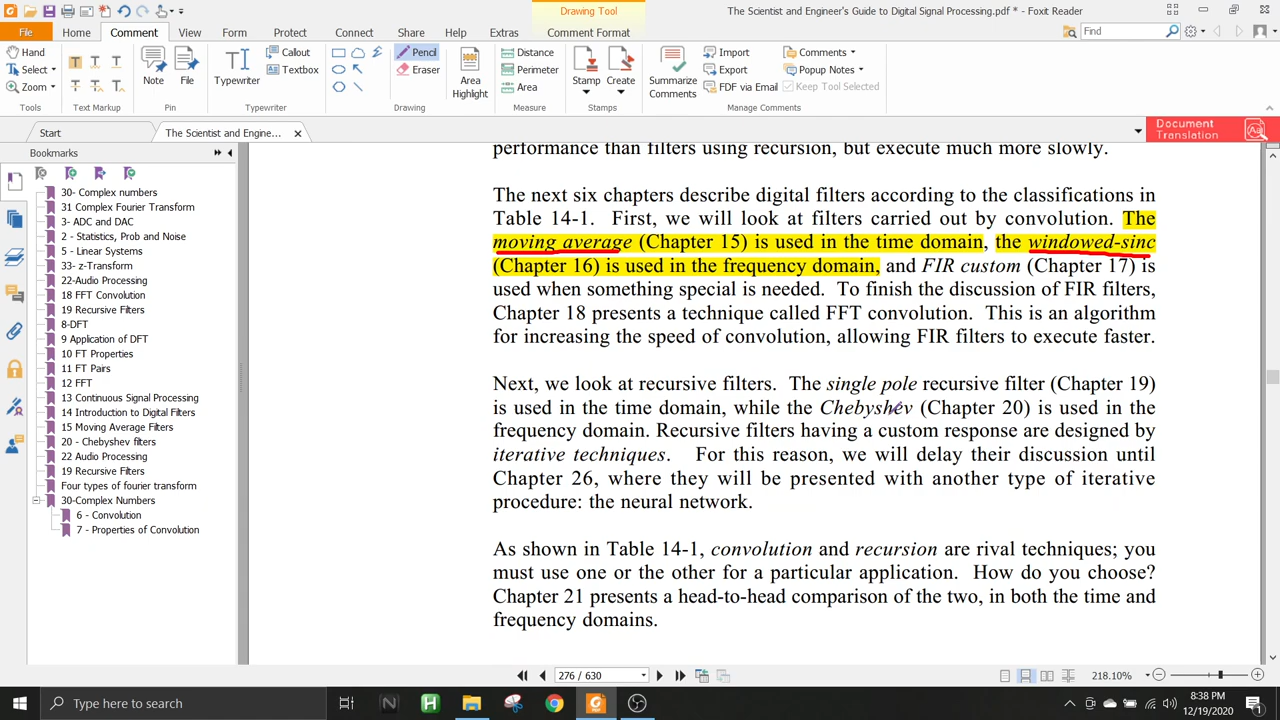 The Scientist and Engineer's Guide to Digital Signal Processing.pdf * - Foxit Reader
Drawing Tool
File Home Comment View Form Protect Connect Share Help Extras Comment Format
Find
Hand
Select
Zoom
Tools
Text Markup
Note
File
Pin
Typewriter
Callout
Textbox
Typewriter
Pencil
Eraser
Drawing
Area
Highlight
Distance
Perimeter
Area
Measure
Stamp
Create
Stamps
Summarize
Comments
Import
Export
FDF via Email
Comments
Popup Notes
Keep Tool Selected
Manage Comments
Start
The Scientist and Engine...
Document
Translation
Bookmarks
30- Complex numbers
31 Complex Fourier Transform
3- ADC and DAC
2 - Statistics, Prob and Noise
5 - Linear Systems
33- z-Transform
22-Audio Processing
18 FFT Convolution
19 Recursive Filters
8-DFT
9 Application of DFT
10 FT Properties
11 FT Pairs
12 FFT
13 Continuous Signal Processing
14 Introduction to Digital Filters
15 Moving Average Filters
20 - Chebyshev filters
22 Audio Processing
19 Recursive Filters
Four types of fourier transform
30-Complex Numbers
6 - Convolution
7 - Properties of Convolution
performance than filters using recursion, but execute much more slowly.
The next six chapters describe digital filters according to the classifications in
Table 14-1. First, we will look at filters carried out by convolution. The
moving average (Chapter 15) is used in the time domain, the windowed-sinc
(Chapter 16) is used in the frequency domain, and FIR custom (Chapter 17) is
used when something special is needed. To finish the discussion of FIR filters,
Chapter 18 presents a technique called FFT convolution. This is an algorithm
for increasing the speed of convolution, allowing FIR filters to execute faster.
Next, we look at recursive filters. The single pole recursive filter (Chapter 19)
is used in the time domain, while the Chebyshev (Chapter 20) is used in the
frequency domain. Recursive filters having a custom response are designed by
iterative techniques. For this reason, we will delay their discussion until
Chapter 26, where they will be presented with another type of iterative
procedure: the neural network.
As shown in Table 14-1, convolution and recursion are rival techniques; you
must use one or the other for a particular application. How do you choose?
Chapter 21 presents a head-to-head comparison of the two, in both the time and
frequency domains.
276 / 630
218.10%
Type here to search
8:38 PM
12/19/2020